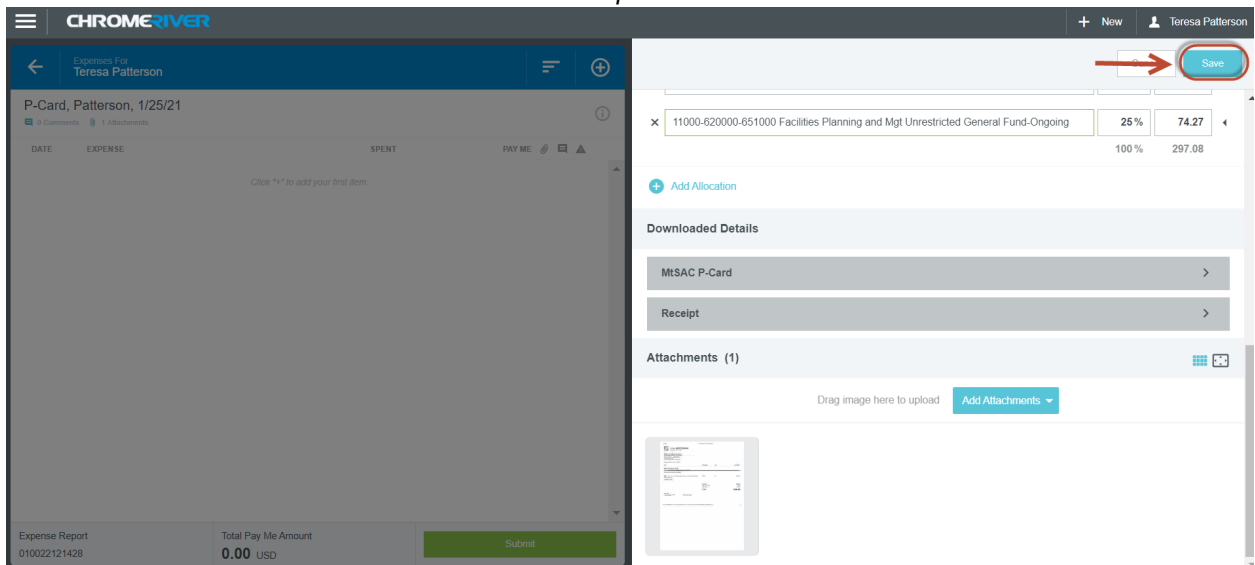 CHROMERIVER
+ New
Teresa Patterson
Expenses For
Teresa Patterson
P-Card, Patterson, 1/25/21
0 Comments 1 Attachments
DATE EXPENSE SPENT PAY ME
Click "+" to add your first item.
Expense Report
010022121428
Total Pay Me Amount
0.00 USD
Submit
Save
11000-620000-651000 Facilities Planning and Mgt Unrestricted General Fund-Ongoing 25 % 74.27
100 % 297.08
Add Allocation
Downloaded Details
MtSAC P-Card
Receipt
Attachments (1)
Drag image here to upload Add Attachments